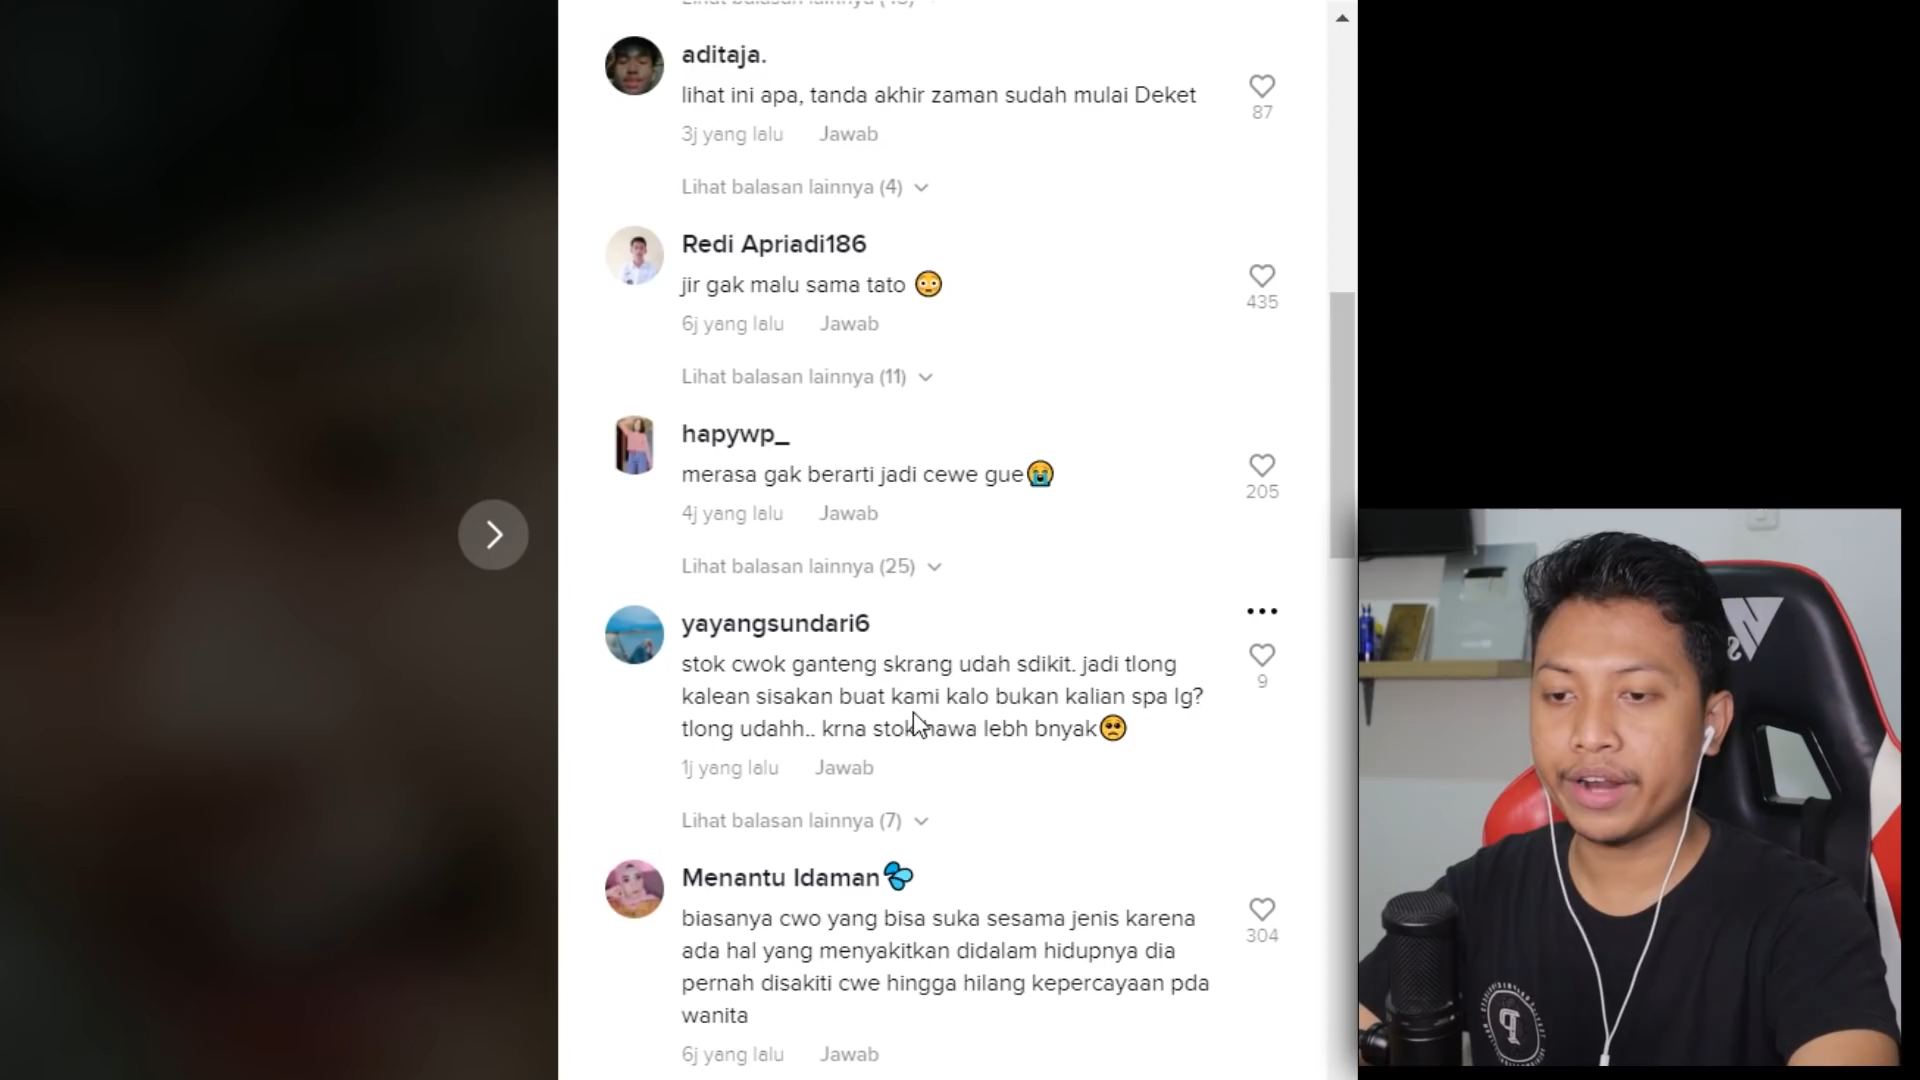 Lihat balasan lainnya
aditaja.
lihat ini apa, tanda akhir zaman sudah mulai Deket
87
3j yang lalu Jawab
Lihat balasan lainnya (4)
Redi Apriadi186
jir gak malu sama tato 😳
435
6j yang lalu Jawab
Lihat balasan lainnya (11)
hapywp_
merasa gak berarti jadi cewe gue😭
205
4j yang lalu Jawab
Lihat balasan lainnya (25)
yayangsundari6
stok cwok ganteng skrang udah sdikit. jadi tlong
kalean sisakan buat kami kalo bukan kalian spa lg?
9
tlong udahh.. krna stok hawa lebh bnyak🥺
1j yang lalu Jawab
Lihat balasan lainnya (7)
Menantu Idaman💦
biasanya cwo yang bisa suka sesama jenis karena
ada hal yang menyakitkan didalam hidupnya dia
304
pernah disakiti cwe hingga hilang kepercayaan pda
wanita
6j yang lalu Jawab